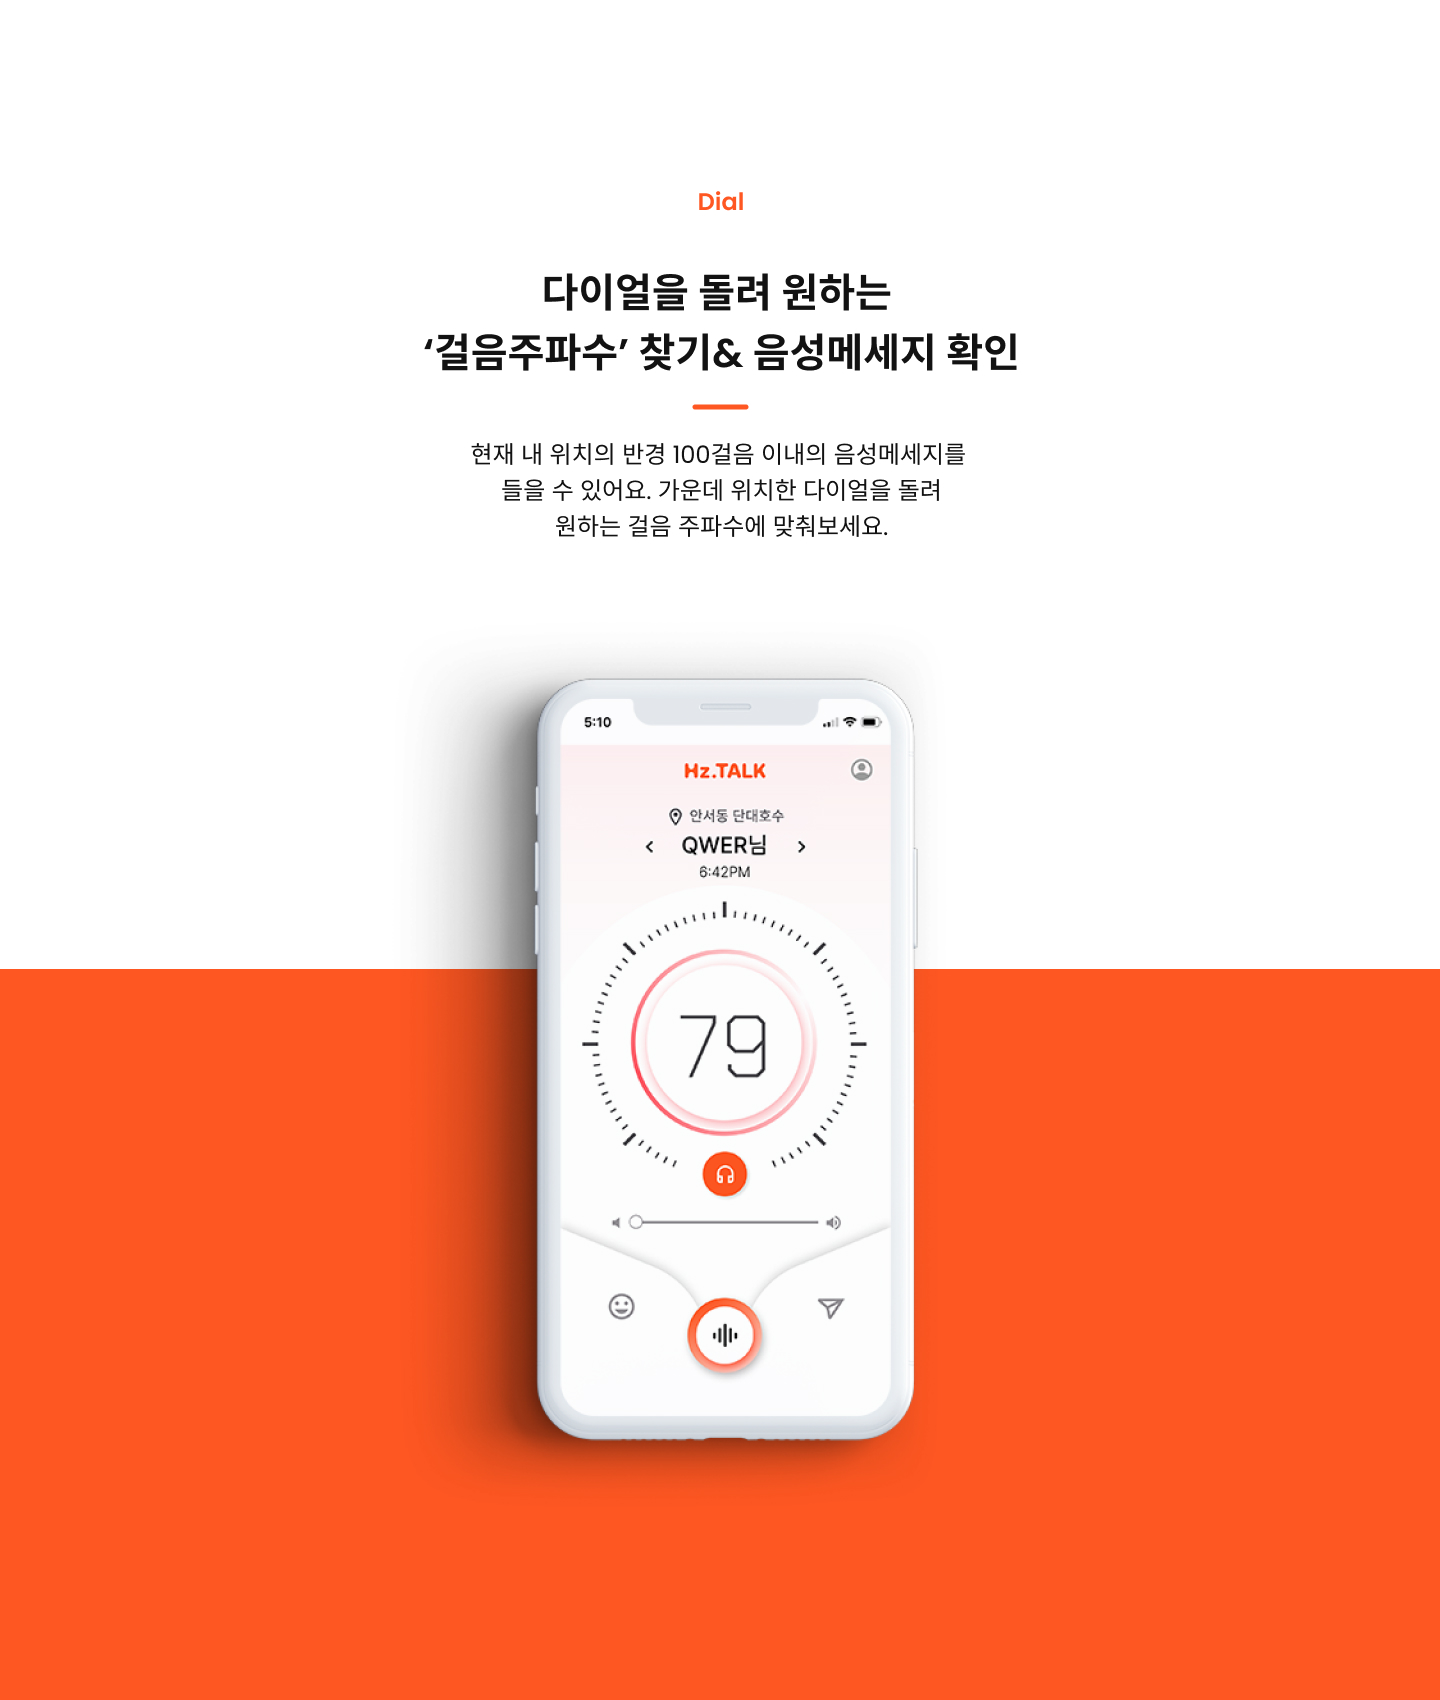 Dial
다이얼을 돌려 원하는
‘걸음주파수’ 찾기& 음성메세지 확인
현재 내 위치의 반경 100걸음 이내의 음성메세지를
들을 수 있어요. 가운데 위치한 다이얼을 돌려
원하는 걸음 주파수에 맞춰보세요.
5:10
Hz.TALK
안서동 단대호수
QWER님
6:42PM
79